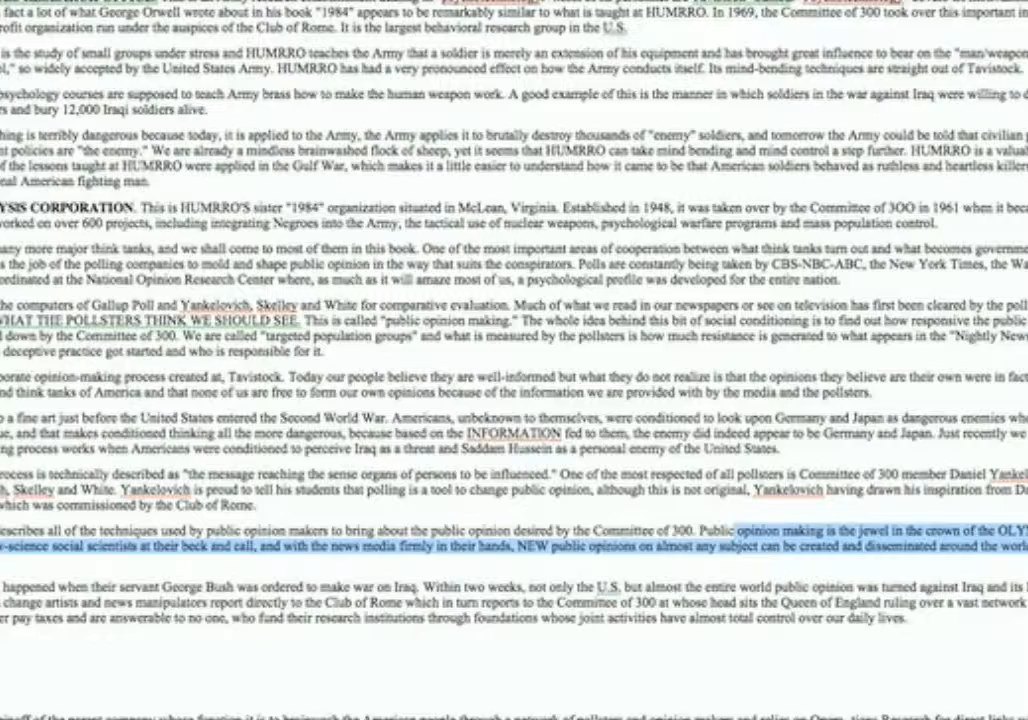 fact a lot of what George Orwell wrote about in his book "1984" appears to be remarkably similar to what is taught at HUMRRO. In 1969, the Committee of 300 took over this important in
rofit organization run under the auspices of the Club of Rome. It is the largest behavioral research group in the U.S.
is the study of small groups under stress and HUMRRO teaches the Army that a soldier is merely an extension of his equipment and has brought great influence to bear on the "man/weapon
ol," so widely accepted by the United States Army. HUMRRO has had a very pronounced effect on how the Army conducts itself. Its mind-bending techniques are straight out of Tavistock.
psychology courses are supposed to teach Army brass how to make the human weapon work. A good example of this is the manner in which soldiers in the war against Iraq were willing to d
s and bury 12,000 Iraqi soldiers alive.
hing is terribly dangerous because today, it is applied to the Army, the Army applies it to brutally destroy thousands of "enemy" soldiers, and tomorrow the Army could be told that civilian p
nt policies are "the enemy." We are already a mindless brainwashed flock of sheep, yet it seems that HUMRRO can take mind bending and mind control a step further. HUMRRO is a valua
of the lessons taught at HUMRRO were applied in the Gulf War, which makes it a little easier to understand how it came to be that American soldiers behaved as ruthless and heartless killer
eal American fighting man.
YSIS CORPORATION. This is HUMRRO'S sister "1984" organization situated in McLean, Virginia. Established in 1948, it was taken over by the Committee of 3OO in 1961 when it bec
worked on over 600 projects, including integrating Negroes into the Army, the tactical use of nuclear weapons, psychological warfare programs and mass population control.
any more major think tanks, and we shall come to most of them in this book. One of the most important areas of cooperation between what think tanks turn out and what becomes governm
s the job of the polling companies to mold and shape public opinion in the way that suits the conspirators. Polls are constantly being taken by CBS-NBC-ABC, the New York Times, the Wa
ordinated at the National Opinion Research Center where, as much as it will amaze most of us, a psychological profile was developed for the entire nation.
the computers of Gallup Poll and Yankelovich, Skelley and White for comparative evaluation. Much of what we read in our newspapers or see on television has first been cleared by the poll
WHAT THE POLLSTERS THINK WE SHOULD SEE. This is called "public opinion making." The whole idea behind this bit of social conditioning is to find out how responsive the public
d down by the Committee of 300. We are called "targeted population groups" and what is measured by the pollsters is how much resistance is generated to what appears in the "Nightly New
deceptive practice got started and who is responsible for it.
borate opinion-making process created at, Tavistock. Today our people believe they are well-informed but what they do not realize is that the opinions they believe are their own were in fac
nd think tanks of America and that none of us are free to form our own opinions because of the information we are provided with by the media and the pollsters.
o a fine art just before the United States entered the Second World War. Americans, unbeknown to themselves, were conditioned to look upon Germany and Japan as dangerous enemies wh
ue, and that makes conditioned thinking all the more dangerous, because based on the INFORMATION fed to them, the enemy did indeed appear to be Germany and Japan. Just recently we
ng process works when Americans were conditioned to perceive Iraq as a threat and Saddam Hussein as a personal enemy of the United States.
rocess is technically described as "the message reaching the sense organs of persons to be influenced." One of the most respected of all pollsters is Committee of 300 member Daniel Yankel
h, Skelley and White. Yankelovich is proud to tell his students that polling is a tool to change public opinion, although this is not original, Yankelovich having drawn his inspiration from Da
which was commissioned by the Club of Rome.
escribes all of the techniques used by public opinion makers to bring about the public opinion desired by the Committee of 300. Public opinion making is the jewel in the crown of the OLY
w-science social scientists at their beck and call, and with the news media firmly in their hands, NEW public opinions on almost any subject can be created and disseminated around the worl
happened when their servant George Bush was ordered to make war on Iraq. Within two weeks, not only the U.S. but almost the entire world public opinion was turned against Iraq and its
change artists and news manipulators report directly to the Club of Rome which in turn reports to the Committee of 300 at whose head sits the Queen of England ruling over a vast network
er pay taxes and are answerable to no one, who fund their research institutions through foundations whose joint activities have almost total control over our daily lives.